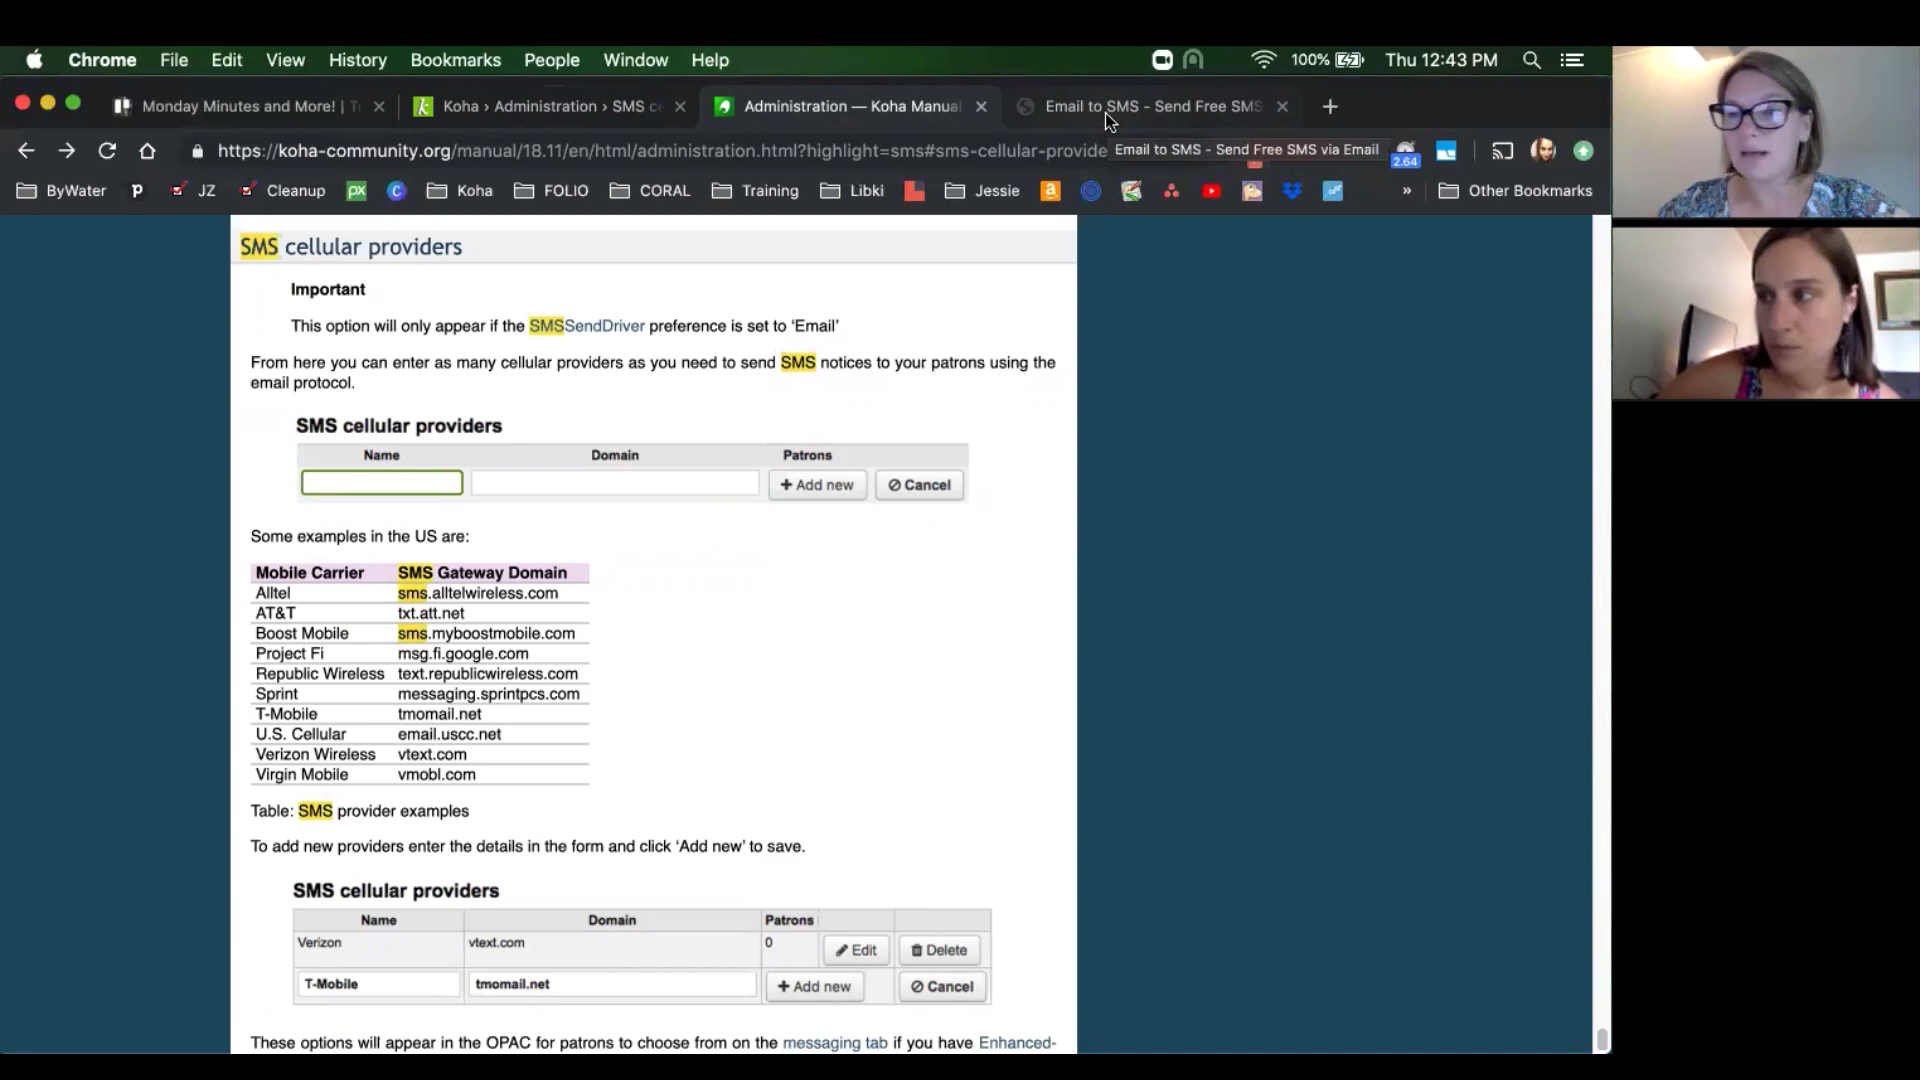 Chrome File Edit View History Bookmarks People Window Help 100% Thu 12:43 PM
Monday Minutes and More! | Tr Koha › Administration › SMS ce Administration — Koha Manual Email to SMS - Send Free SMS
https://koha-community.org/manual/18.11/en/html/administration.html?highlight=sms#sms-cellular-provide
Email to SMS - Send Free SMS via Email
2.64
ByWater JZ Cleanup Koha FOLIO CORAL Training Libki Jessie » Other Bookmarks
SMS cellular providers
Important
This option will only appear if the SMSSendDriver preference is set to ‘Email’
From here you can enter as many cellular providers as you need to send SMS notices to your patrons using the
email protocol.
SMS cellular providers
Name Domain Patrons
+ Add new Cancel
Some examples in the US are:
Mobile Carrier SMS Gateway Domain
Alltel sms.alltelwireless.com
AT&T txt.att.net
Boost Mobile sms.myboostmobile.com
Project Fi msg.fi.google.com
Republic Wireless text.republicwireless.com
Sprint messaging.sprintpcs.com
T-Mobile tmomail.net
U.S. Cellular email.uscc.net
Verizon Wireless vtext.com
Virgin Mobile vmobl.com
Table: SMS provider examples
To add new providers enter the details in the form and click ‘Add new’ to save.
SMS cellular providers
Name Domain Patrons
Verizon vtext.com 0 Edit Delete
T-Mobile tmomail.net + Add new Cancel
These options will appear in the OPAC for patrons to choose from on the messaging tab if you have Enhanced-